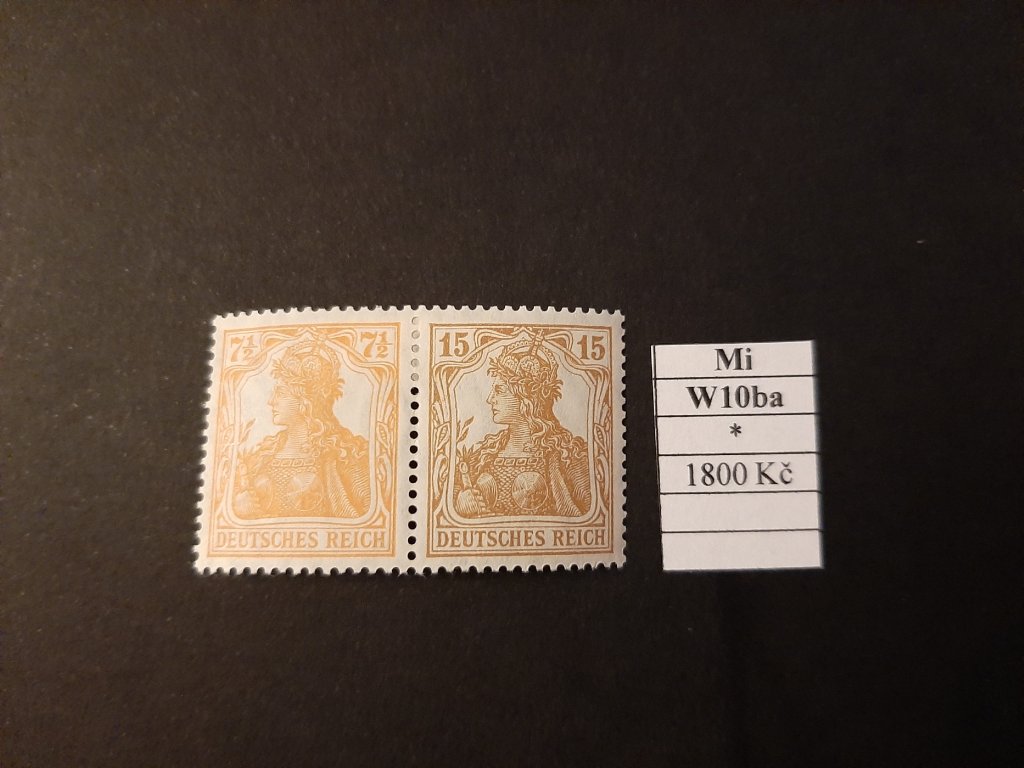 7½ 7½ 15 15
DEUTSCHES REICH DEUTSCHES REICH
Mi
W10ba
*
1800 Kč